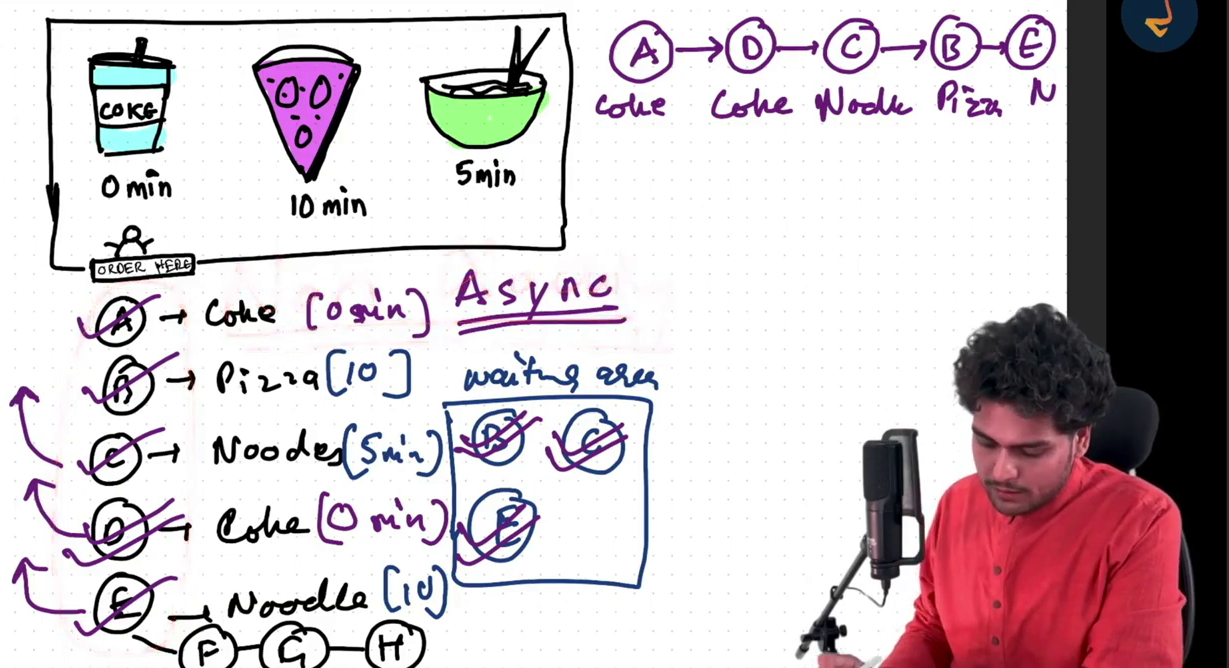 COKE
0 min
10 min
5min
ORDER HERE
A → D → C → B → E
Coke Coke Noodle Pizza N
Async
A → Coke [0 min]
B → Pizza [10]
C → Noodes (5min)
D → Coke (0 min)
E → Noodle [10]
F G H
waiting area
B C
E